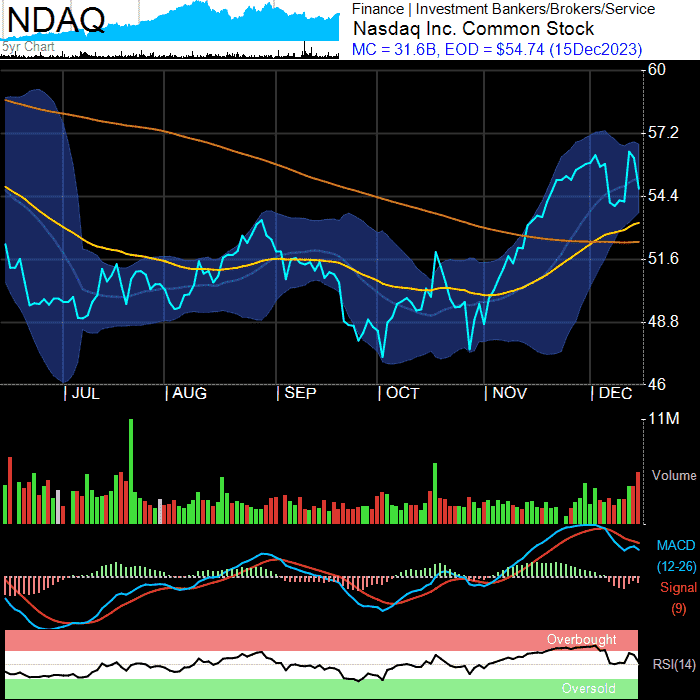 NDAQ
5yr Chart
Finance | Investment Bankers/Brokers/Service
Nasdaq Inc. Common Stock
MC = 31.6B, EOD = $54.74 (15Dec2023)
60
57.2
54.4
51.6
48.8
46
| JUL | AUG | SEP | OCT | NOV | DEC
11M
Volume
MACD
(12-26)
Signal
(9)
Overbought
RSI(14)
Oversold